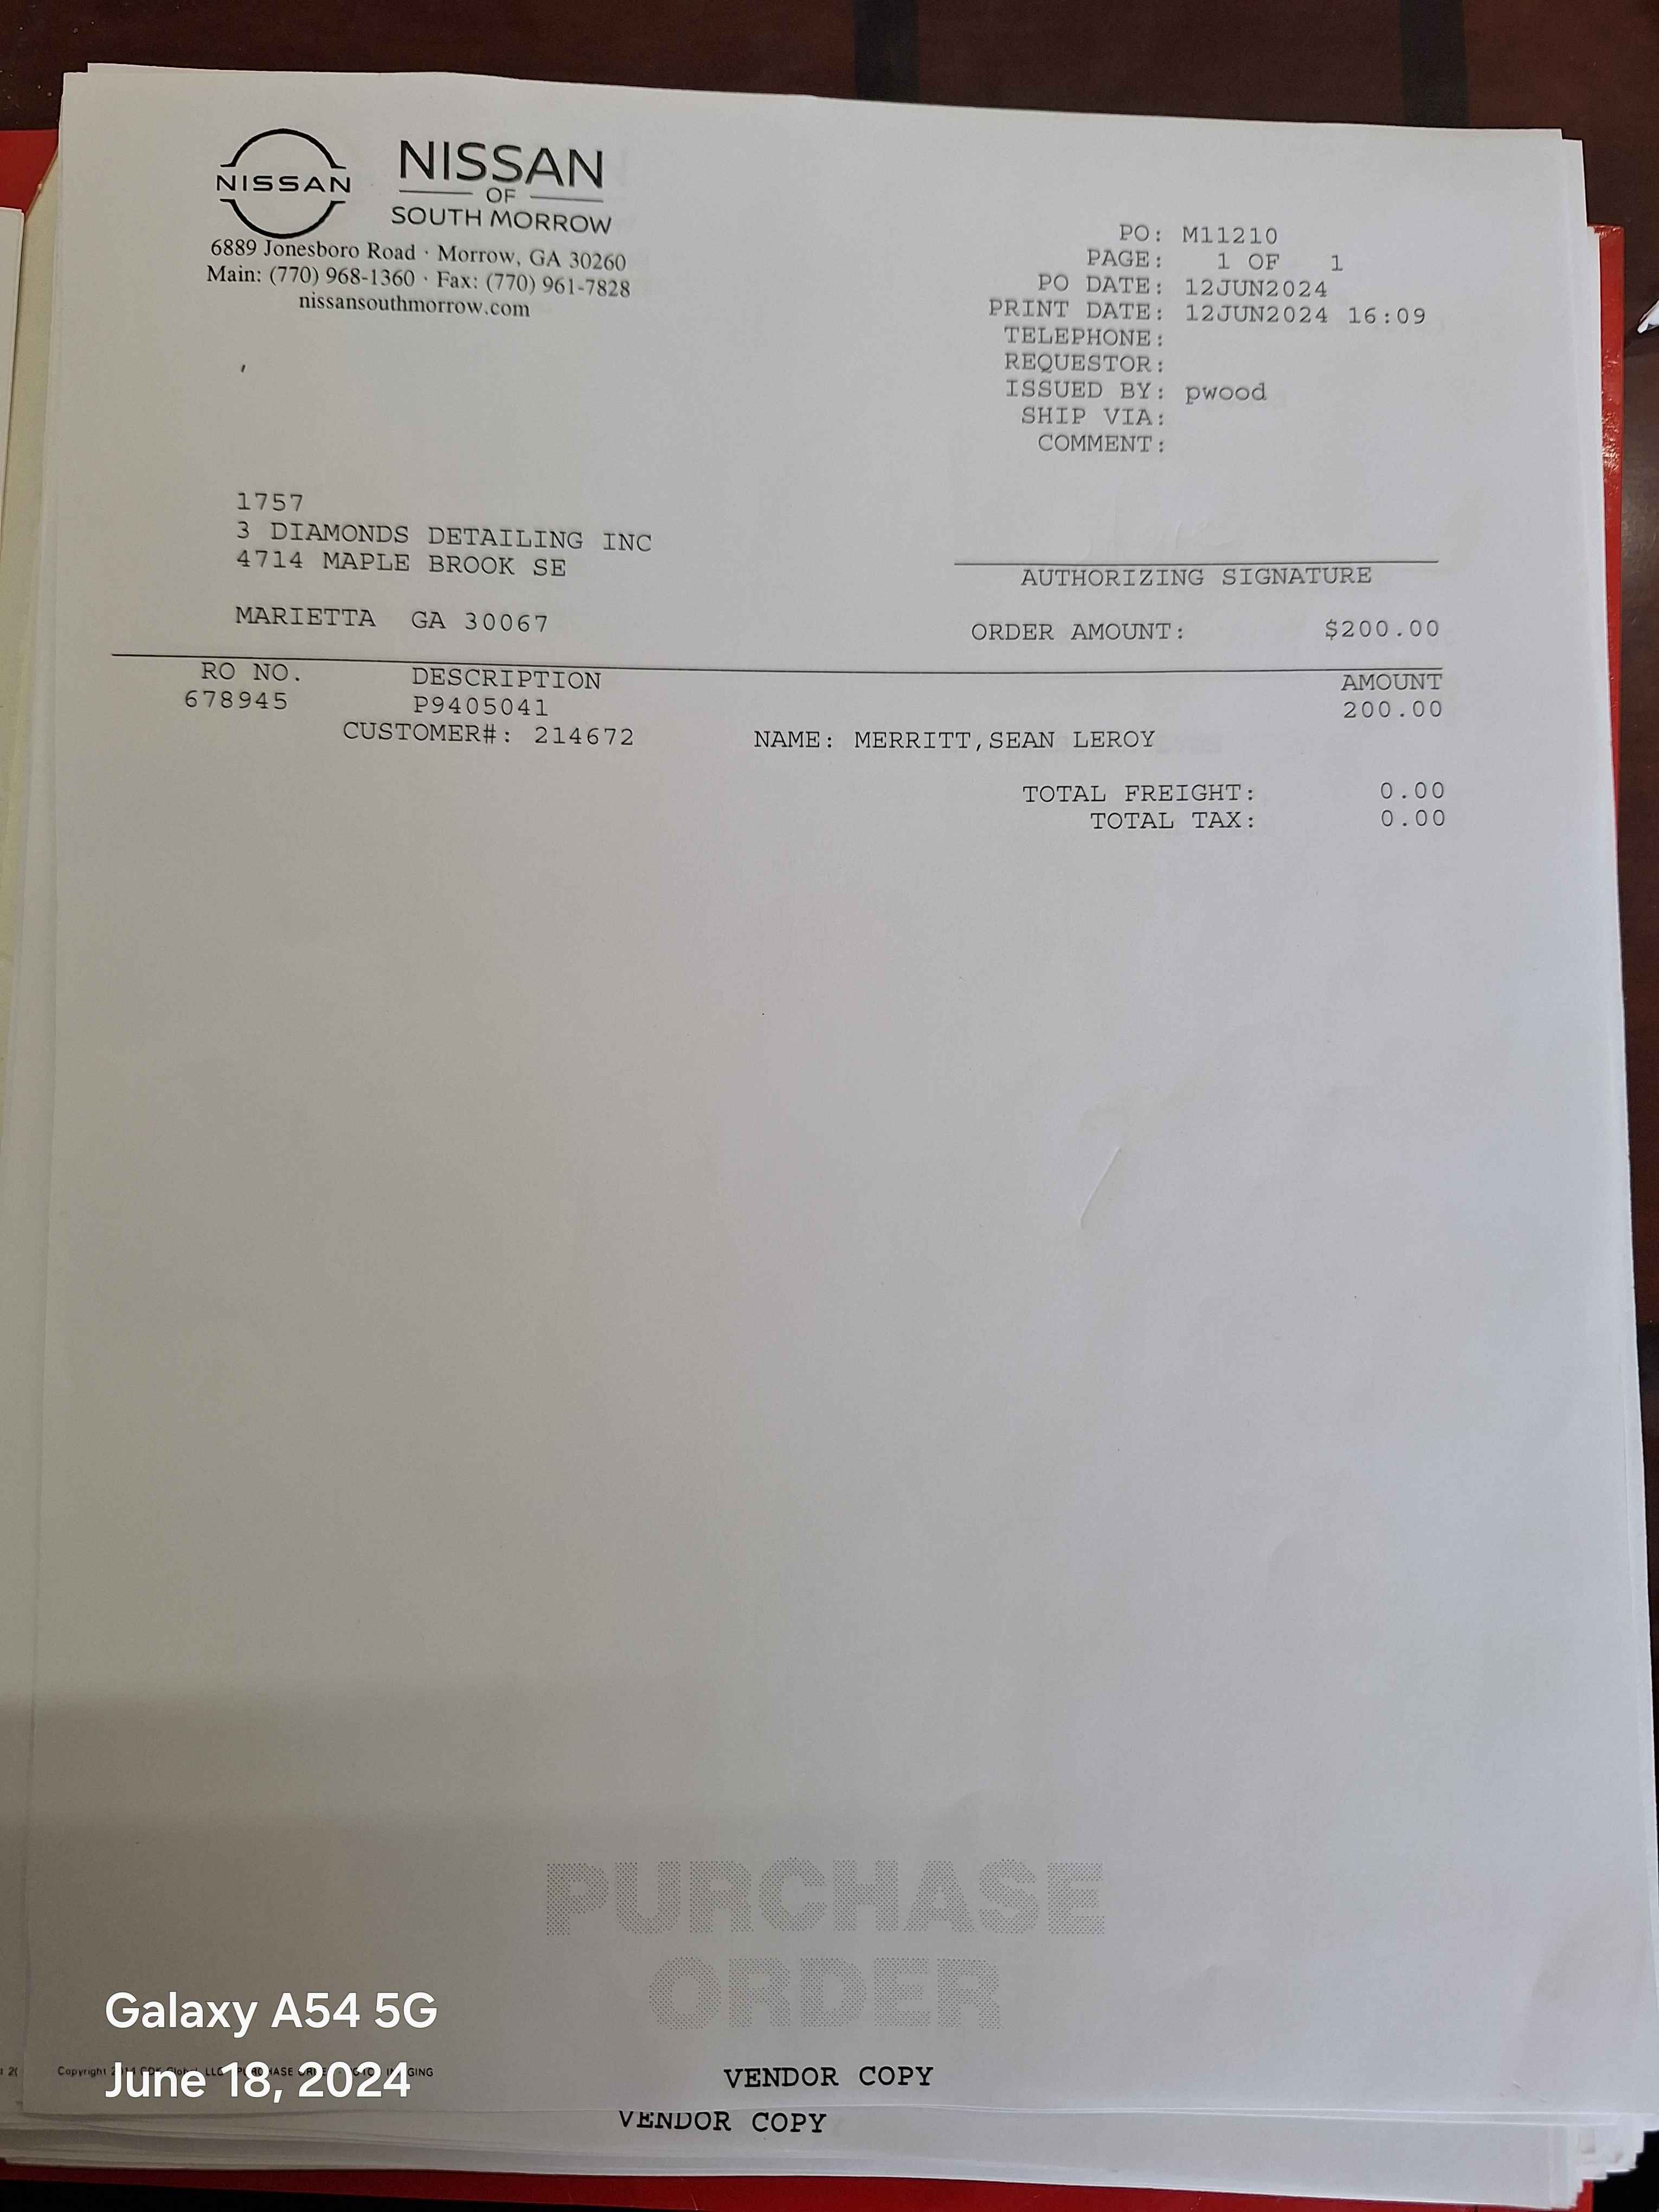 NISSAN
NISSAN
OF
SOUTH MORROW
6889 Jonesboro Road · Morrow, GA 30260
Main: (770) 968-1360 · Fax: (770) 961-7828
nissansouthmorrow.com
PO: M11210
PAGE: 1 OF 1
PO DATE: 12JUN2024
PRINT DATE: 12JUN2024 16:09
TELEPHONE:
REQUESTOR:
ISSUED BY: pwood
SHIP VIA:
COMMENT:
1757
3 DIAMONDS DETAILING INC
4714 MAPLE BROOK SE
MARIETTA GA 30067
AUTHORIZING SIGNATURE
ORDER AMOUNT: $200.00
RO NO. DESCRIPTION AMOUNT
678945 P9405041 200.00
CUSTOMER#: 214672 NAME: MERRITT,SEAN LEROY
TOTAL FREIGHT: 0.00
TOTAL TAX: 0.00
PURCHASE
ORDER
Galaxy A54 5G
Copyright
June 18, 2024
VENDOR COPY
VENDOR COPY